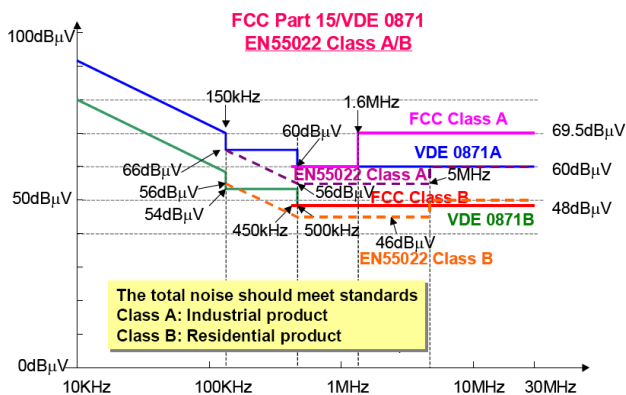 FCC Part 15/VDE 0871
EN55022 Class A/B
100dBµV
150kHz
1.6MHz
FCC Class A
69.5dBµV
60dBµV
VDE 0871A
66dBµV
EN55022 Class A
5MHz
60dBµV
56dBµV
56dBµV
FCC Class B
50dBµV
54dBµV
48dBµV
450kHz
500kHz
46dBµV
VDE 0871B
EN55022 Class B
The total noise should meet standards
Class A: Industrial product
Class B: Residential product
0dBµV
10KHz
100KHz
1MHz
10MHz
30MHz